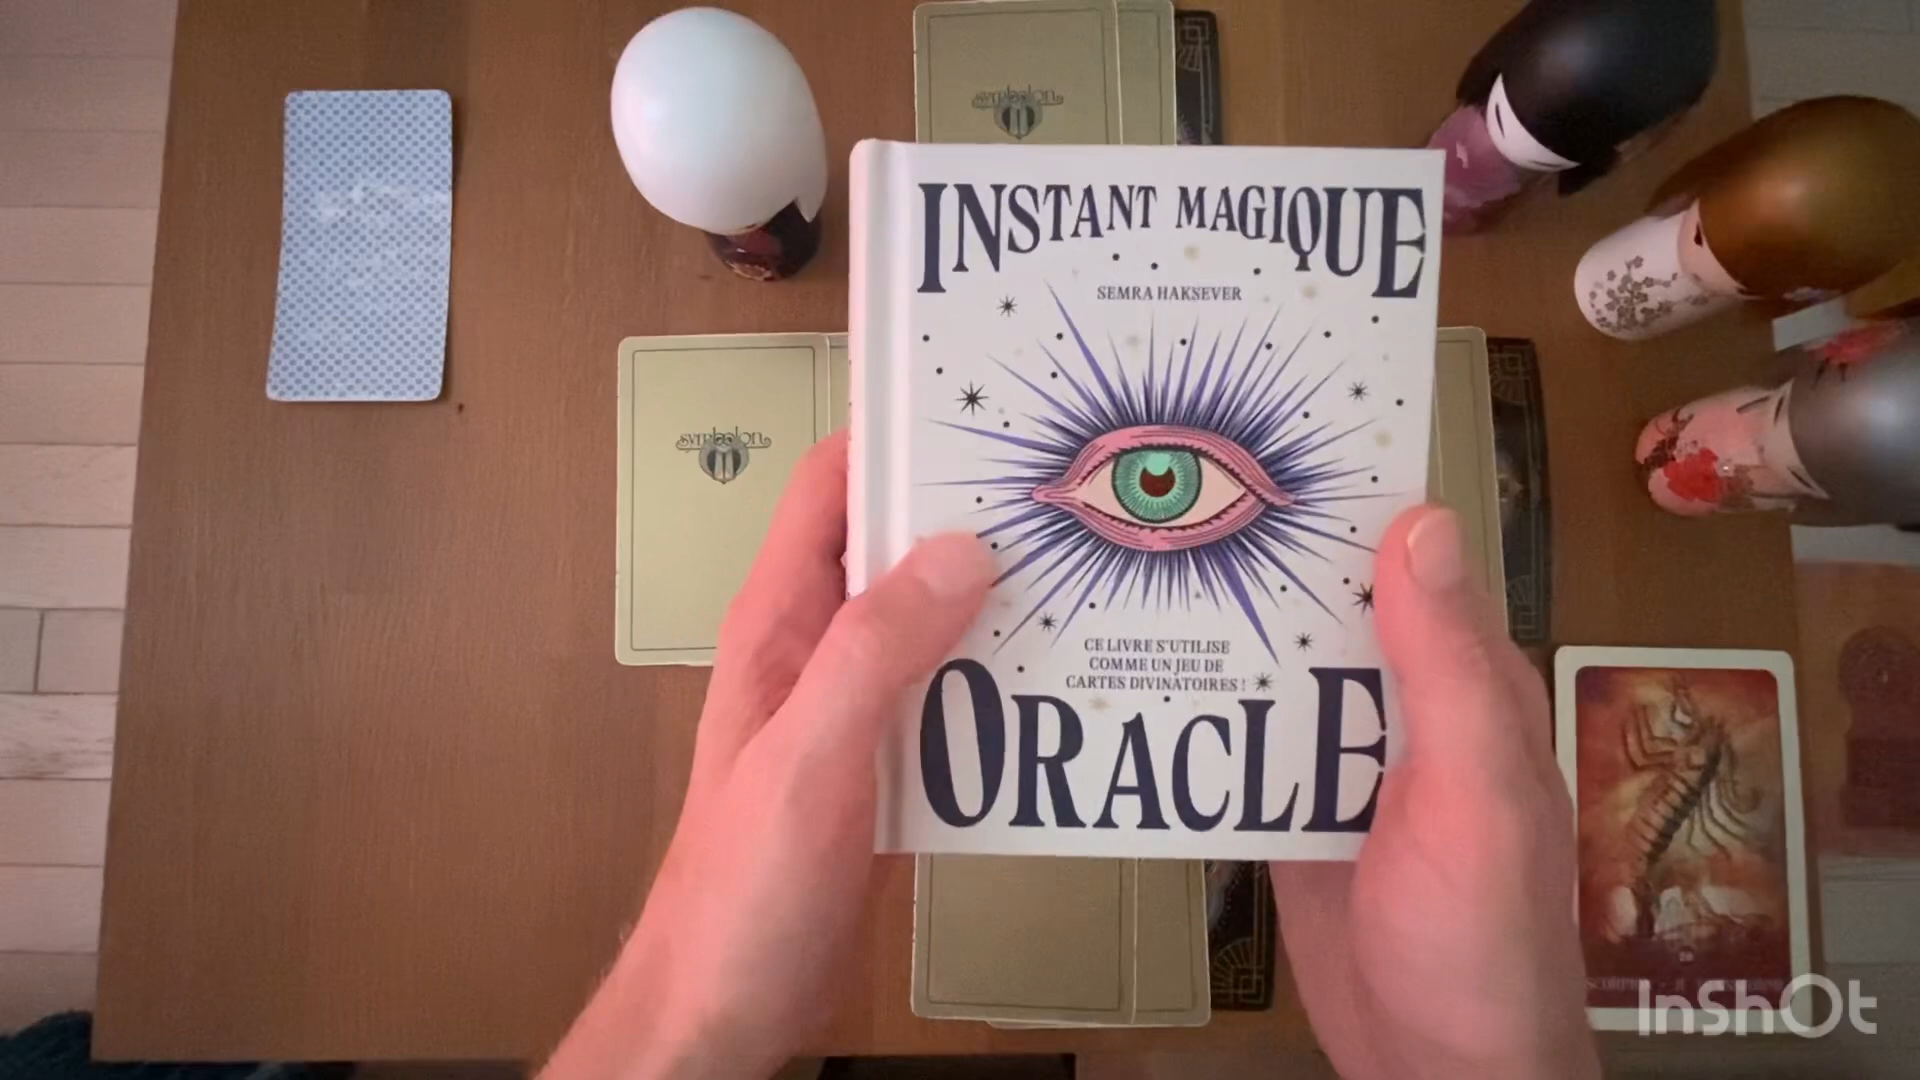 symbolon
INSTANT MAGIQUE
SEMRA HAKSEVER
symbolon
CE LIVRE S'UTILISE
COMME UN JEU DE
CARTES DIVINATOIRES !
ORACLE
InShOt